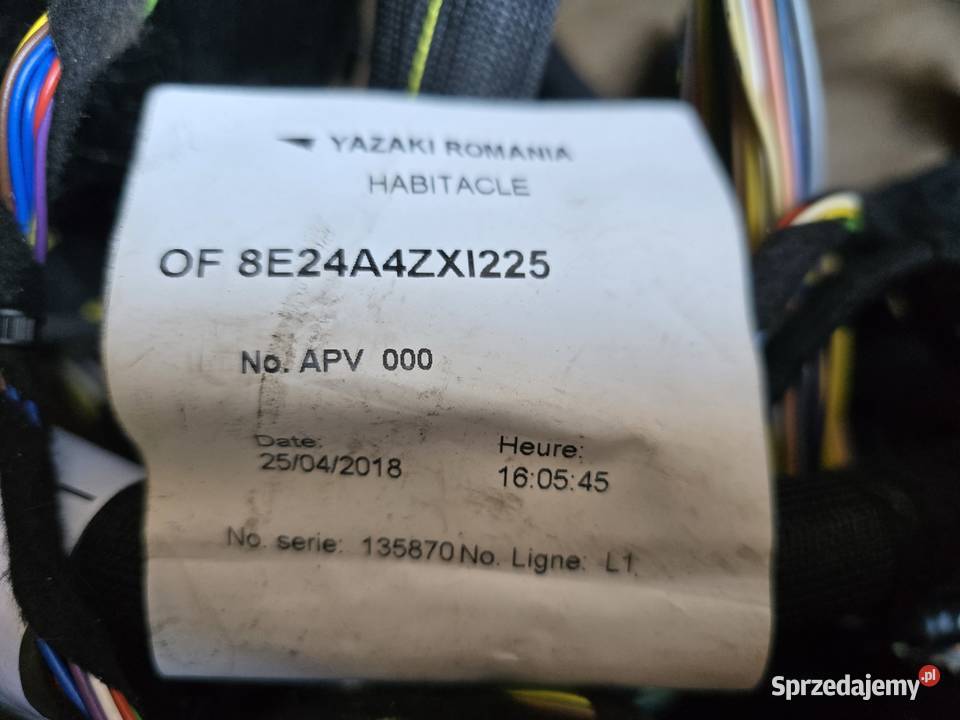 YAZAKI ROMANIA
HABITACLE
OF 8E24A4ZXI225
No. APV 000
Date: Heure:
25/04/2018 16:05:45
No. serie: 135870 No. Ligne: L1
Sprzedajemy.pl